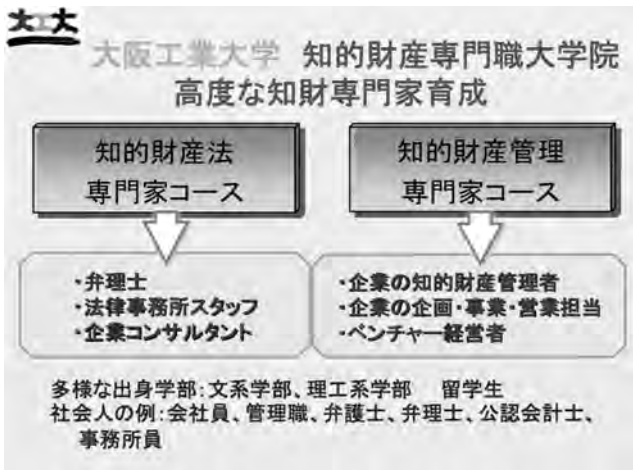 大工大
大阪工業大学 知的財産専門職大学院
高度な知財専門家育成
知的財産法
専門家コース
知的財産管理
専門家コース
・弁理士
・法律事務所スタッフ
・企業コンサルタント
・企業の知的財産管理者
・企業の企画・事業・営業担当
・ベンチャー経営者
多様な出身学部:文系学部、理工系学部 留学生
社会人の例:会社員、管理職、弁護士、弁理士、公認会計士、
事務所員